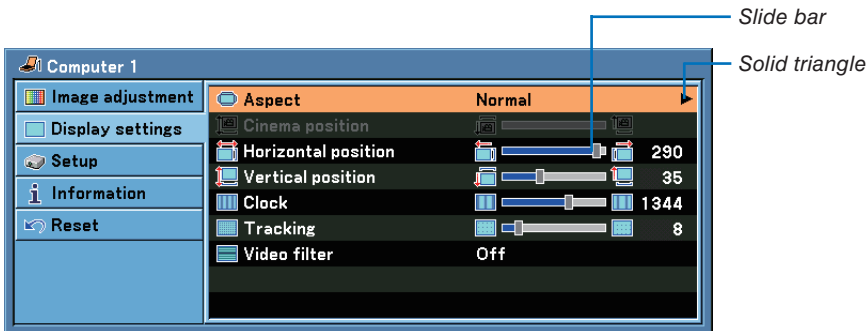 Slide bar
Solid triangle
Computer 1
Image adjustment
Display settings
Setup
Information
Reset
Aspect Normal
Cinema position
Horizontal position 290
Vertical position 35
Clock 1344
Tracking 8
Video filter Off